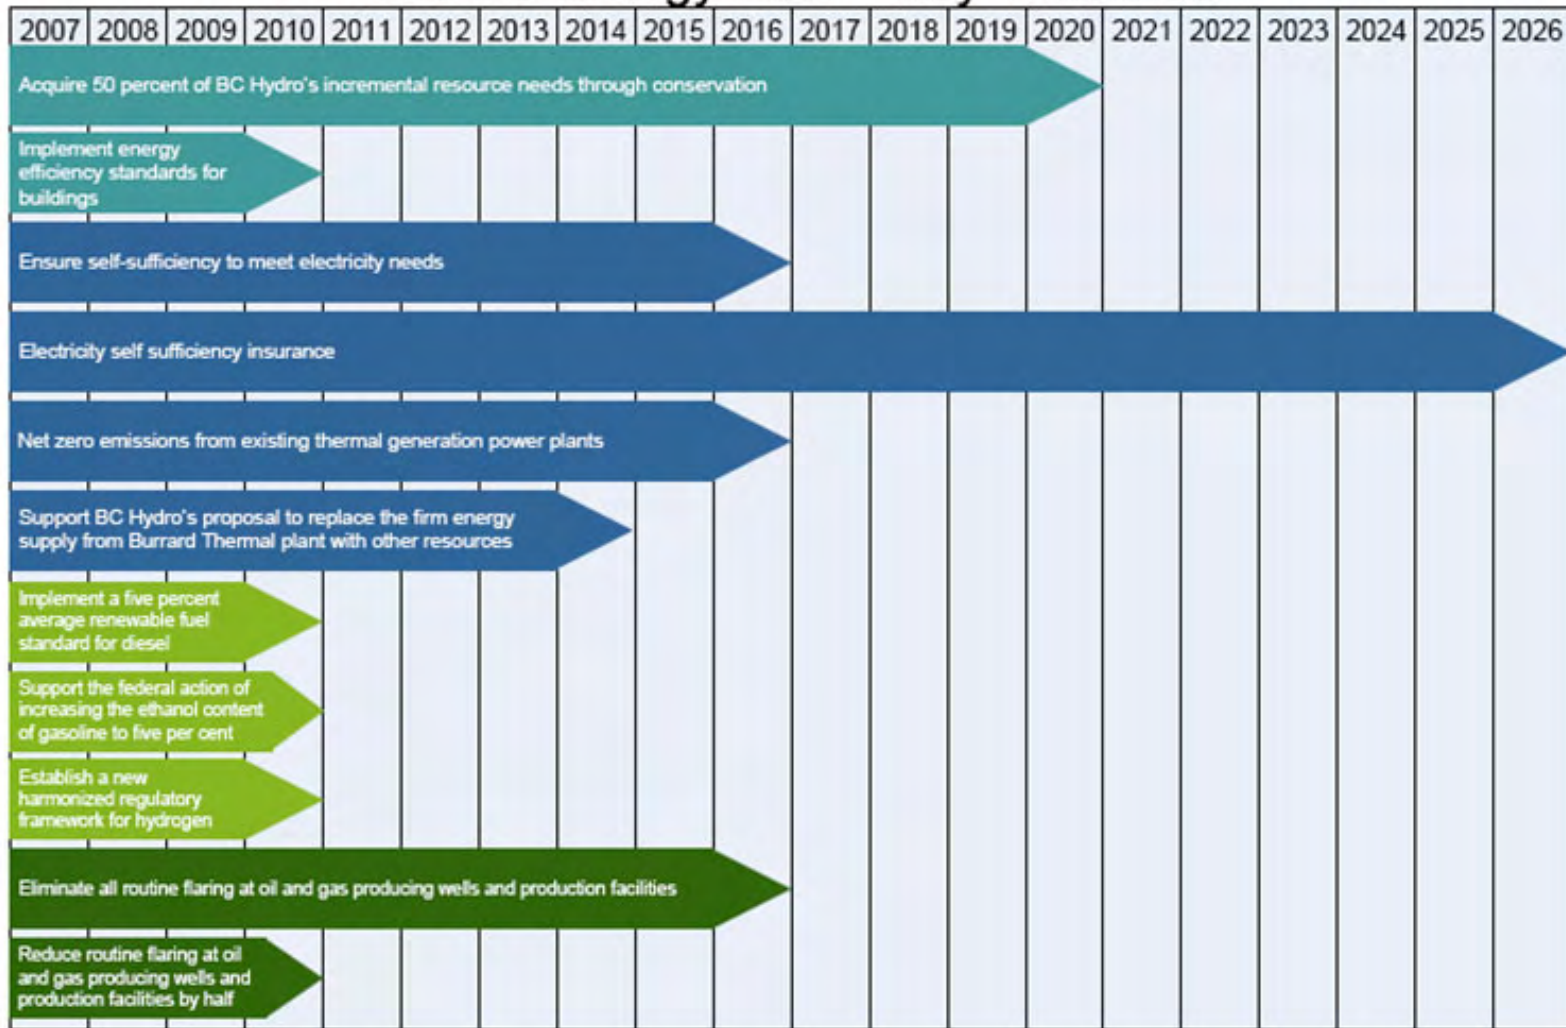 2007 2008 2009 2010 2011 2012 2013 2014 2015 2016 2017 2018 2019 2020 2021 2022 2023 2024 2025 2026
Acquire 50 percent of BC Hydro's incremental resource needs through conservation
Implement energy
efficiency standards for
buildings
Ensure self-sufficiency to meet electricity needs
Electricity self sufficiency insurance
Net zero emissions from existing thermal generation power plants
Support BC Hydro's proposal to replace the firm energy
supply from Burrard Thermal plant with other resources
Implement a five percent
average renewable fuel
standard for diesel
Support the federal action of
increasing the ethanol content
of gasoline to five per cent
Establish a new
harmonized regulatory
framework for hydrogen
Eliminate all routine flaring at oil and gas producing wells and production facilities
Reduce routine flaring at oil
and gas producing wells and
production facilities by half